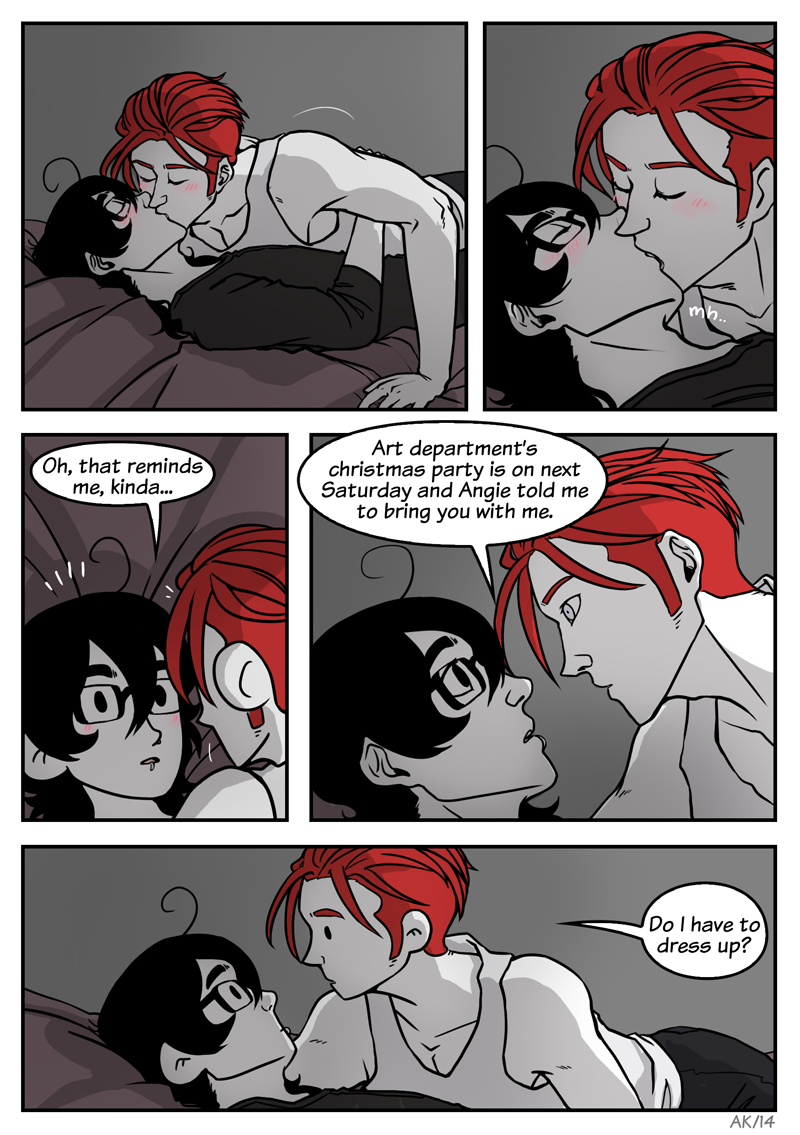 mh..
Oh, that reminds
me, kinda...
Art department's
christmas party is on next
Saturday and Angie told me
to bring you with me.
Do I have to
dress up?
AK/14